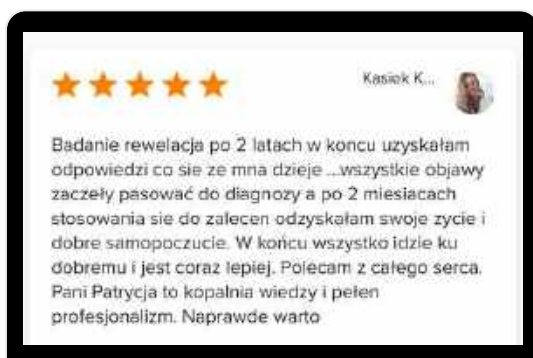 Kasiek K...
Badanie rewelacja po 2 latach w koncu uzyskałam
odpowiedzi co sie ze mna dzieje ...wszystkie objawy
zaczeły pasować do diagnozy a po 2 miesiacach
stosowania sie do zalecen odzyskałam swoje zycie i
dobre samopoczucie. W końcu wszystko idzie ku
dobremu i jest coraz lepiej. Polecam z całego serca.
Pani Patrycja to kopalnia wiedzy i pełen
profesjonalizm. Naprawde warto